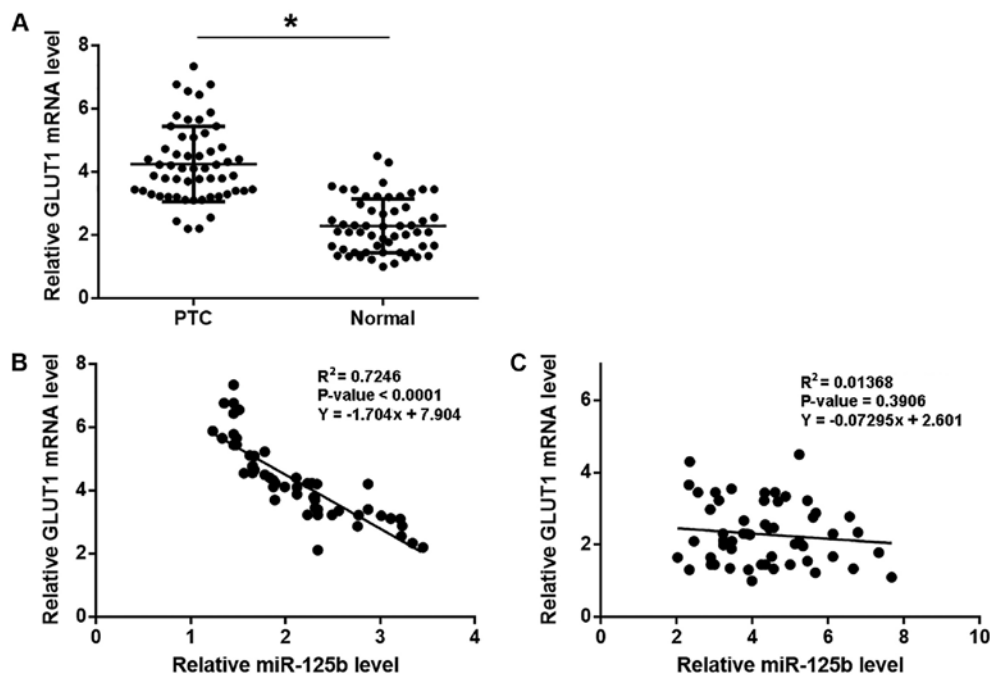 A
*
Relative GLUT1 mRNA level
8
6
4
2
0
PTC
Normal
B
Relative GLUT1 mRNA level
8
6
4
2
0
R² = 0.7246
P-value < 0.0001
Y = -1.704x + 7.904
0
1
2
3
4
Relative miR-125b level
C
Relative GLUT1 mRNA level
6
4
2
0
R² = 0.01368
P-value = 0.3906
Y = -0.07295x + 2.601
0
2
4
6
8
10
Relative miR-125b level